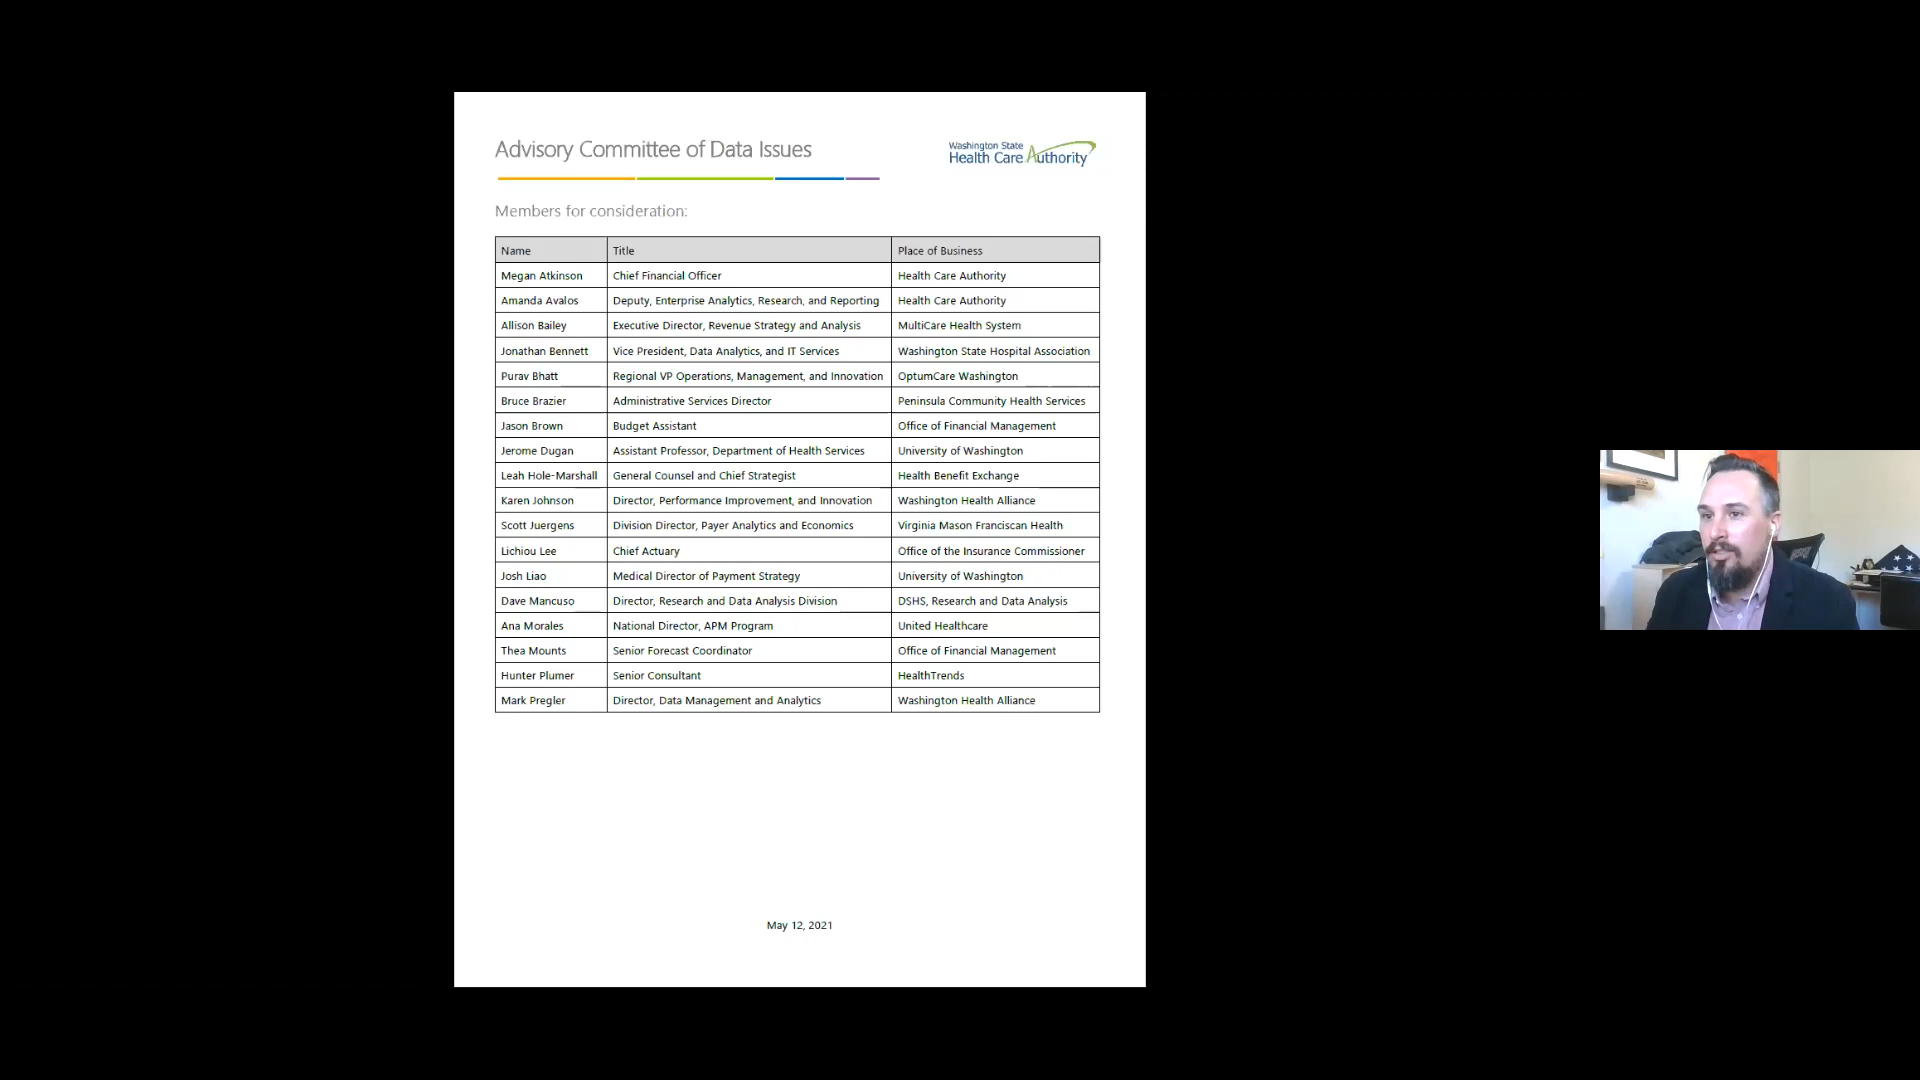 Advisory Committee of Data Issues
Washington State
Health Care Authority
Members for consideration:
Name Title Place of Business
Megan Atkinson Chief Financial Officer Health Care Authority
Amanda Avalos Deputy, Enterprise Analytics, Research, and Reporting Health Care Authority
Allison Bailey Executive Director, Revenue Strategy and Analysis MultiCare Health System
Jonathan Bennett Vice President, Data Analytics, and IT Services Washington State Hospital Association
Purav Bhatt Regional VP Operations, Management, and Innovation OptumCare Washington
Bruce Brazier Administrative Services Director Peninsula Community Health Services
Jason Brown Budget Assistant Office of Financial Management
Jerome Dugan Assistant Professor, Department of Health Services University of Washington
Leah Hole-Marshall General Counsel and Chief Strategist Health Benefit Exchange
Karen Johnson Director, Performance Improvement, and Innovation Washington Health Alliance
Scott Juergens Division Director, Payer Analytics and Economics Virginia Mason Franciscan Health
Lichiou Lee Chief Actuary Office of the Insurance Commissioner
Josh Liao Medical Director of Payment Strategy University of Washington
Dave Mancuso Director, Research and Data Analysis Division DSHS, Research and Data Analysis
Ana Morales National Director, APM Program United Healthcare
Thea Mounts Senior Forecast Coordinator Office of Financial Management
Hunter Plumer Senior Consultant HealthTrends
Mark Pregler Director, Data Management and Analytics Washington Health Alliance
May 12, 2021